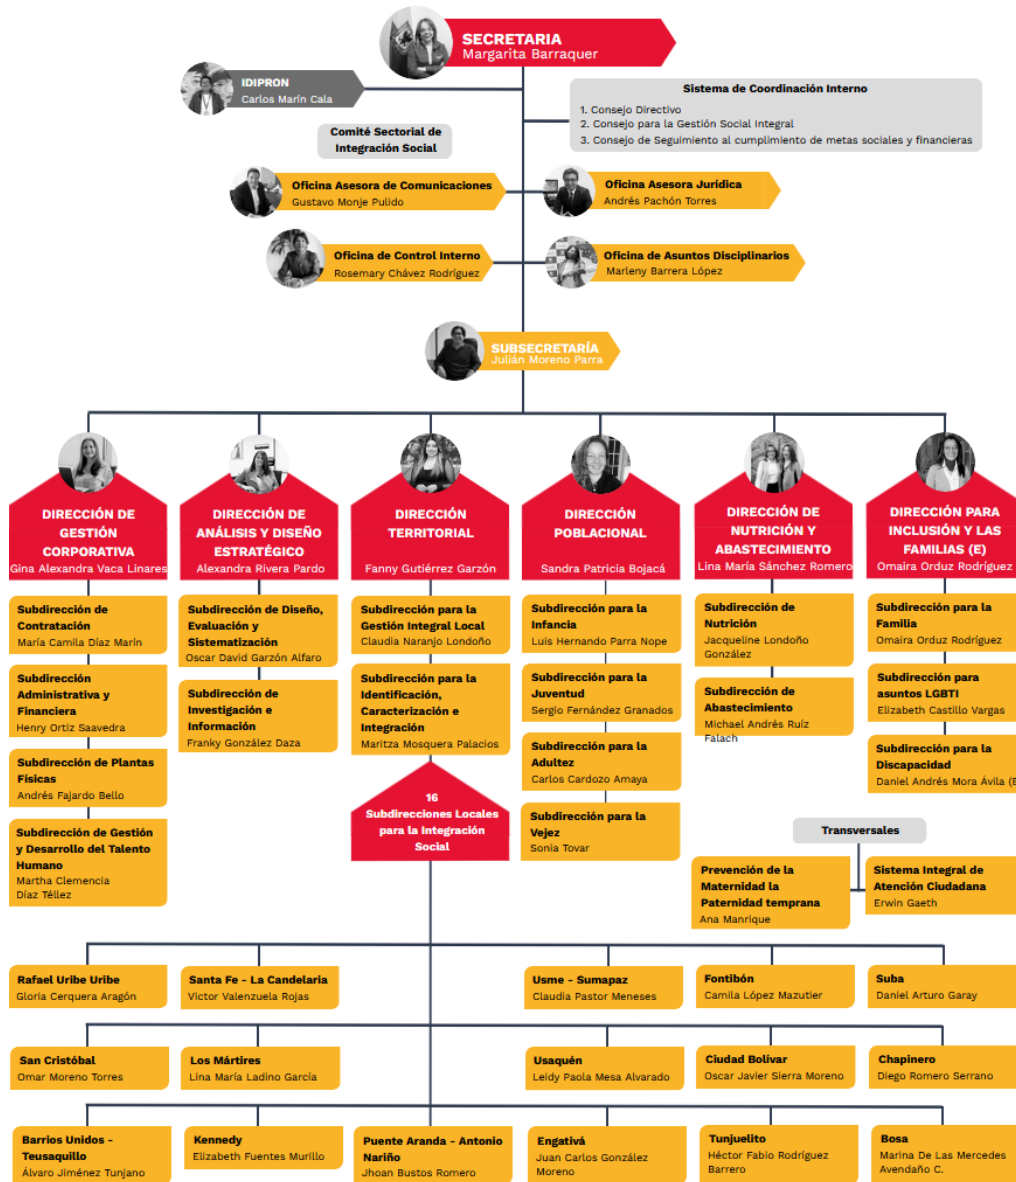 SECRETARIA
Margarita Barraquer
IDIPRON
Carlos Marín Cala
Sistema de Coordinación Interno
1. Consejo Directivo
2. Consejo para la Gestión Social Integral
3. Consejo de Seguimiento al cumplimiento de metas sociales y financieras
Comité Sectorial de
Integración Social
Oficina Asesora de Comunicaciones
Gustavo Monje Pulido
Oficina Asesora Jurídica
Andrés Pachón Torres
Oficina de Control Interno
Rosemary Chávez Rodríguez
Oficina de Asuntos Disciplinarios
Marleny Barrera López
SUBSECRETARÍA
Julián Moreno Parra
DIRECCIÓN DE
GESTIÓN
CORPORATIVA
Gina Alexandra Vaca Linares
DIRECCIÓN DE
ANÁLISIS Y DISEÑO
ESTRATÉGICO
Alexandra Rivera Pardo
DIRECCIÓN
TERRITORIAL
Fanny Gutiérrez Garzón
DIRECCIÓN
POBLACIONAL
Sandra Patricia Bojacá
DIRECCIÓN DE
NUTRICIÓN Y
ABASTECIMIENTO
Lina María Sánchez Romero
DIRECCIÓN PARA
INCLUSIÓN Y LAS
FAMILIAS (E)
Omaira Orduz Rodríguez
Subdirección de
Contratación
María Camila Díaz Marín
Subdirección
Administrativa y
Financiera
Henry Ortiz Saavedra
Subdirección de Plantas
Físicas
Andrés Fajardo Bello
Subdirección de Gestión
y Desarrollo del Talento
Humano
Martha Clemencia
Díaz Téllez
Subdirección de Diseño,
Evaluación y
Sistematización
Oscar David Garzón Alfaro
Subdirección de
Investigación e
Información
Franky González Daza
Subdirección para la
Gestión Integral Local
Claudia Naranjo Londoño
Subdirección para la
Identificación,
Caracterización e
Integración
Maritza Mosquera Palacios
16
Subdirecciones Locales
para la Integración
Social
Subdirección para la
Infancia
Luis Hernando Parra Nope
Subdirección para la
Juventud
Sergio Fernández Granados
Subdirección para la
Adultez
Carlos Cardozo Amaya
Subdirección para la
Vejez
Sonia Tovar
Subdirección de
Nutrición
Jacqueline Londoño
González
Subdirección de
Abastecimiento
Michael Andrés Ruíz
Falach
Subdirección para la
Familia
Omaira Orduz Rodríguez
Subdirección para
asuntos LGBTI
Elizabeth Castillo Vargas
Subdirección para la
Discapacidad
Daniel Andrés Mora Ávila (E
Transversales
Prevención de la
Maternidad la
Paternidad temprana
Ana Manrique
Sistema Integral de
Atención Ciudadana
Erwin Gaeth
Rafael Uribe Uribe
Gloria Cerquera Aragón
Santa Fe - La Candelaria
Victor Valenzuela Rojas
Usme - Sumapaz
Claudia Pastor Meneses
Fontibón
Camila López Mazutier
Suba
Daniel Arturo Garay
San Cristóbal
Omar Moreno Torres
Los Mártires
Lina María Ladino García
Usaquén
Leidy Paola Mesa Alvarado
Ciudad Bolívar
Oscar Javier Sierra Moreno
Chapinero
Diego Romero Serrano
Barrios Unidos -
Teusaquillo
Álvaro Jiménez Tunjano
Kennedy
Elizabeth Fuentes Murillo
Puente Aranda - Antonio
Nariño
Jhoan Bustos Romero
Engativá
Juan Carlos González
Moreno
Tunjuelito
Héctor Fabio Rodríguez
Barrero
Bosa
Marina De Las Mercedes
Avendaño C.